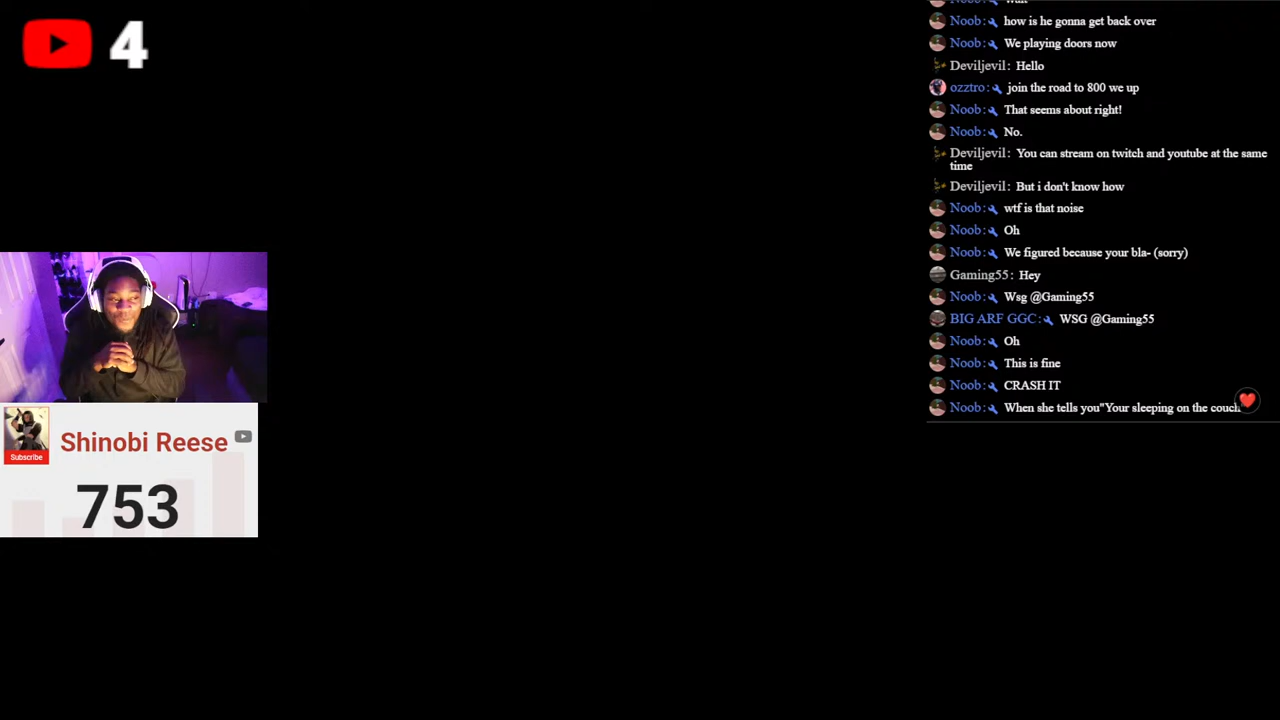 4
how is he gonna get back over
Noob: We playing doors now
Deviljevil: Hello
ozztro: join the road to 800 we up
Noob: That seems about right!
Noob: No.
Deviljevil: You can stream on twitch and youtube at the same
time
Deviljevil: But i don't know how
Noob: wtf is that noise
Noob: Oh
Noob: We figured because your bla- (sorry)
Gaming55: Hey
Noob: Wsg @Gaming55
BIG ARF GGC: WSG @Gaming55
Noob: Oh
Noob: This is fine
Noob: CRASH IT
Noob: When she tells you"Your sleeping on the couch
Shinobi Reese
Subscribe
753